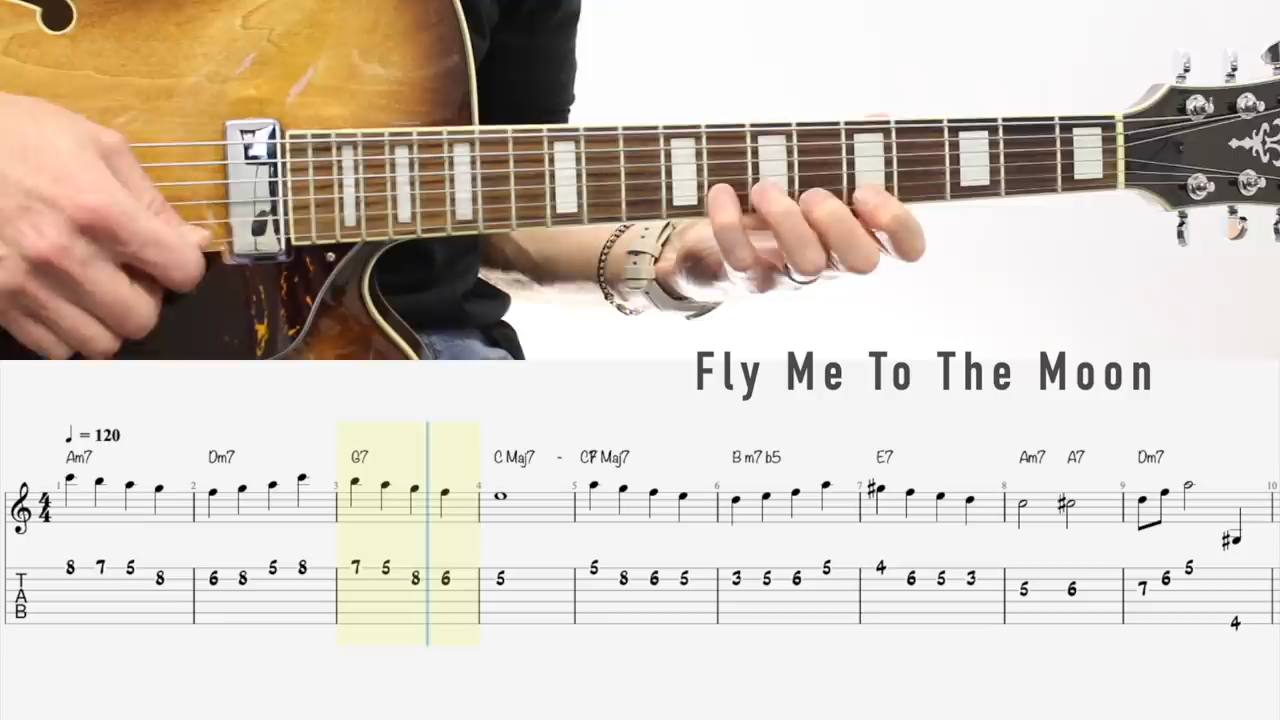 Fly Me To The Moon
♩ = 120
Am7 Dm7 G7 C Maj7 - Maj7 B m7 b5 E7 Am7 A7 Dm7
1 2 3 4 5 6 7 8 9 10
4
4
8 7 5 8 6 8 5 8 7 5 8 6 5 5 8 6 5 3 5 6 5 4 6 5 3 5 6 7 6 5 4
T
A
B